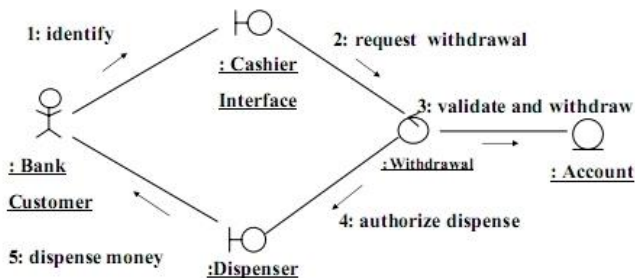 1: identify
2: request withdrawal
: Cashier
Interface
3: validate and withdraw
: Bank
Customer
:Withdrawal
: Account
4: authorize dispense
5: dispense money
:Dispenser